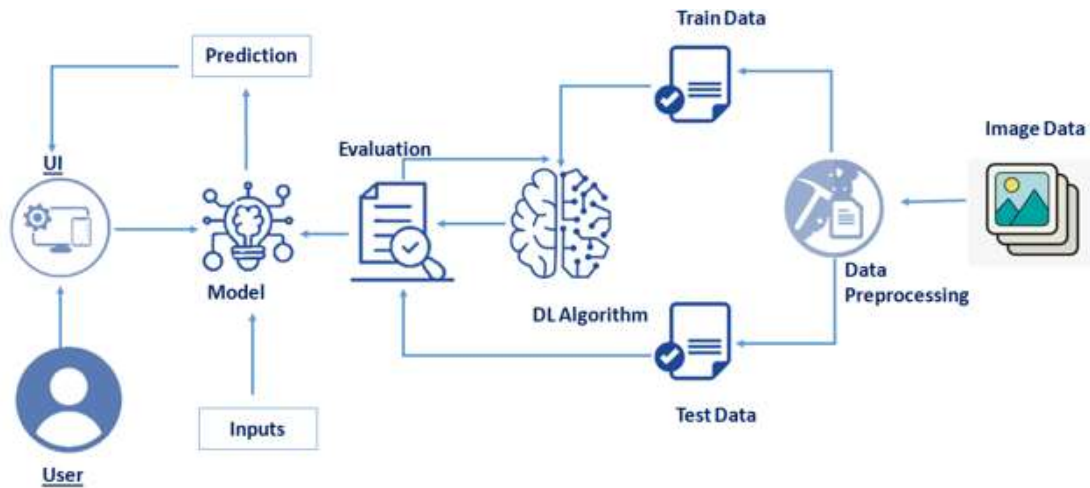 Train Data
Prediction
Image Data
Evaluation
UI
Model
Data
Preprocessing
DL Algorithm
Test Data
Inputs
User